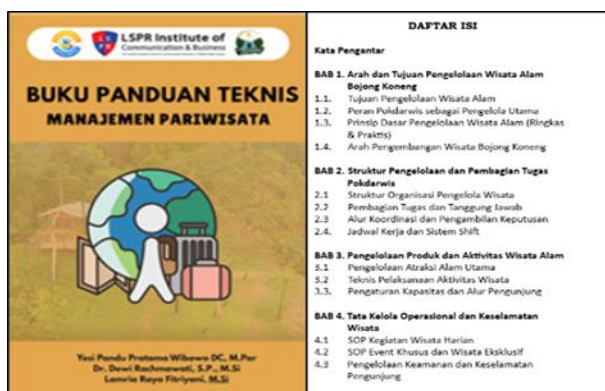 LSPR Institute of
Communication & Business
BUKU PANDUAN TEKNIS
MANAJEMEN PARIWISATA
Yosi Pandu Pratama Wibowo DC, M.Par
Dr. Dewi Rachmawati, S.P., M.Si
Lamria Raya Fitriyani, M.Si
DAFTAR ISI
Kata Pengantar
BAB 1. Arah dan Tujuan Pengelolaan Wisata Alam
Bojong Koneng
1.1. Tujuan Pengelolaan Wisata Alam
1.2. Peran Pokdarwis sebagai Pengelola Utama
1.3. Prinsip Dasar Pengelolaan Wisata Alam (Ringkas
& Praktis)
1.4. Arah Pengembangan Wisata Bojong Koneng
BAB 2. Struktur Pengelolaan dan Pembagian Tugas
Pokdarwis
2.1 Struktur Organisasi Pengelola Wisata
2.2 Pembagian Tugas dan Tanggung Jawab
2.3 Alur Koordinasi dan Pengambilan Keputusan
2.4. Jadwal Kerja dan Sistem Shift
BAB 3. Pengelolaan Produk dan Aktivitas Wisata Alam
3.1 Pengelolaan Atraksi Alam Utama
3.2 Teknis Pelaksanaan Aktivitas Wisata
3.3. Pengaturan Kapasitas dan Alur Pengunjung
BAB 4. Tata Kelola Operasional dan Keselamatan
Wisata
4.1 SOP Kegiatan Wisata Harian
4.2 SOP Event Khusus dan Wisata Eksklusif
4.3 Pengelolaan Keamanan dan Keselamatan
Pengunjung